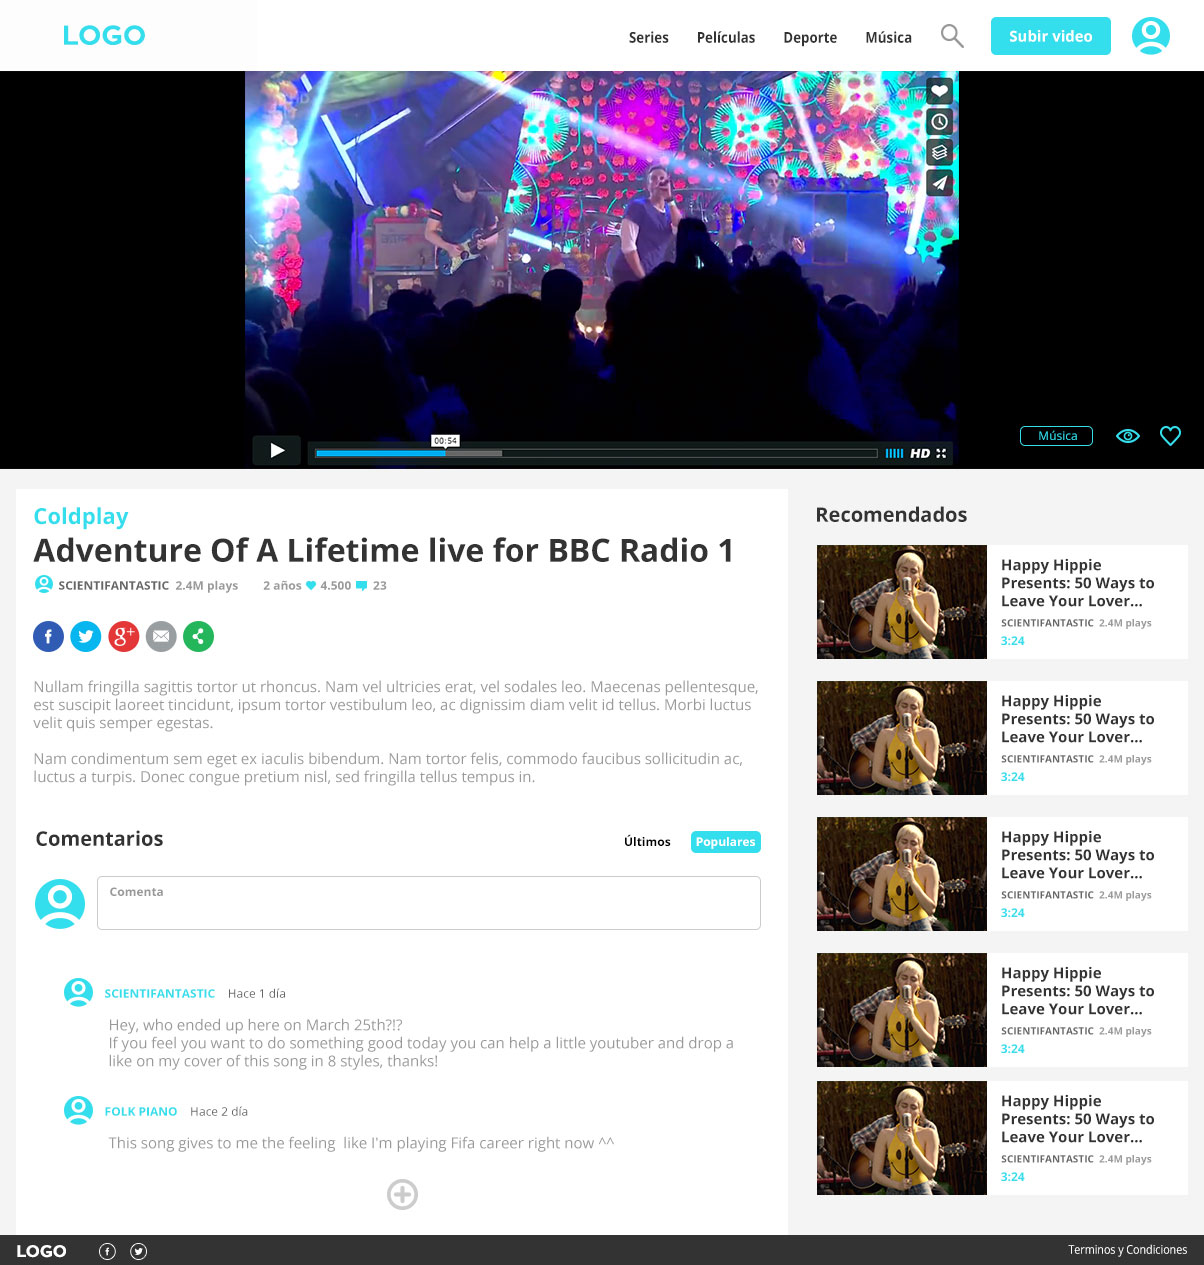 LOGO
Series Películas Deporte Música Subir video
00:54
HD
Música
Coldplay
Adventure Of A Lifetime live for BBC Radio 1
SCIENTIFANTASTIC 2.4M plays 2 años 4.500 23
Nullam fringilla sagittis tortor ut rhoncus. Nam vel ultricies erat, vel sodales leo. Maecenas pellentesque,
est suscipit laoreet tincidunt, ipsum tortor vestibulum leo, ac dignissim diam velit id tellus. Morbi luctus
velit quis semper egestas.
Nam condimentum sem eget ex iaculis bibendum. Nam tortor felis, commodo faucibus sollicitudin ac,
luctus a turpis. Donec congue pretium nisl, sed fringilla tellus tempus in.
Comentarios
Últimos Populares
Comenta
SCIENTIFANTASTIC Hace 1 día
Hey, who ended up here on March 25th?!?
If you feel you want to do something good today you can help a little youtuber and drop a
like on my cover of this song in 8 styles, thanks!
FOLK PIANO Hace 2 día
This song gives to me the feeling  like I'm playing Fifa career right now ^^
Recomendados
Happy Hippie
Presents: 50 Ways to
Leave Your Lover...
SCIENTIFANTASTIC 2.4M plays
3:24
Happy Hippie
Presents: 50 Ways to
Leave Your Lover...
SCIENTIFANTASTIC 2.4M plays
3:24
Happy Hippie
Presents: 50 Ways to
Leave Your Lover...
SCIENTIFANTASTIC 2.4M plays
3:24
Happy Hippie
Presents: 50 Ways to
Leave Your Lover...
SCIENTIFANTASTIC 2.4M plays
3:24
Happy Hippie
Presents: 50 Ways to
Leave Your Lover...
SCIENTIFANTASTIC 2.4M plays
3:24
LOGO
Terminos y Condiciones